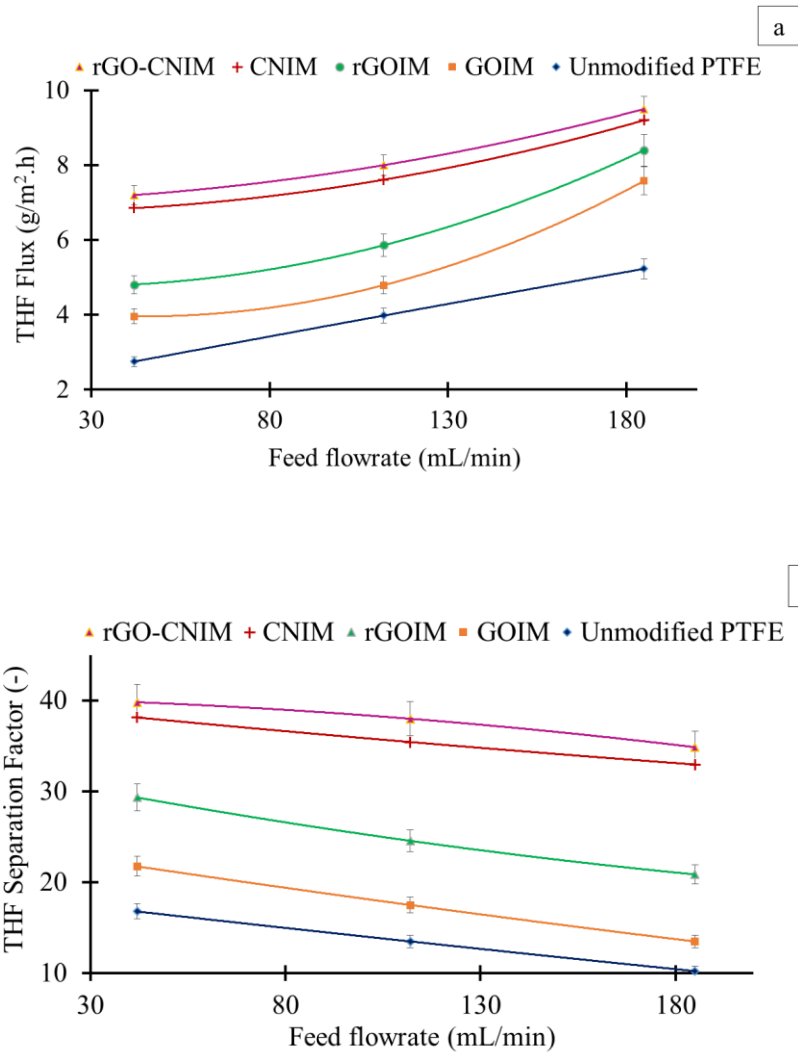 a
rGO-CNIM CNIM rGOIM GOIM Unmodified PTFE
10
8
6
4
2
THF Flux (g/m².h)
30 80 130 180
Feed flowrate (mL/min)
rGO-CNIM CNIM rGOIM GOIM Unmodified PTFE
40
30
20
10
THF Separation Factor (-)
30 80 130 180
Feed flowrate (mL/min)